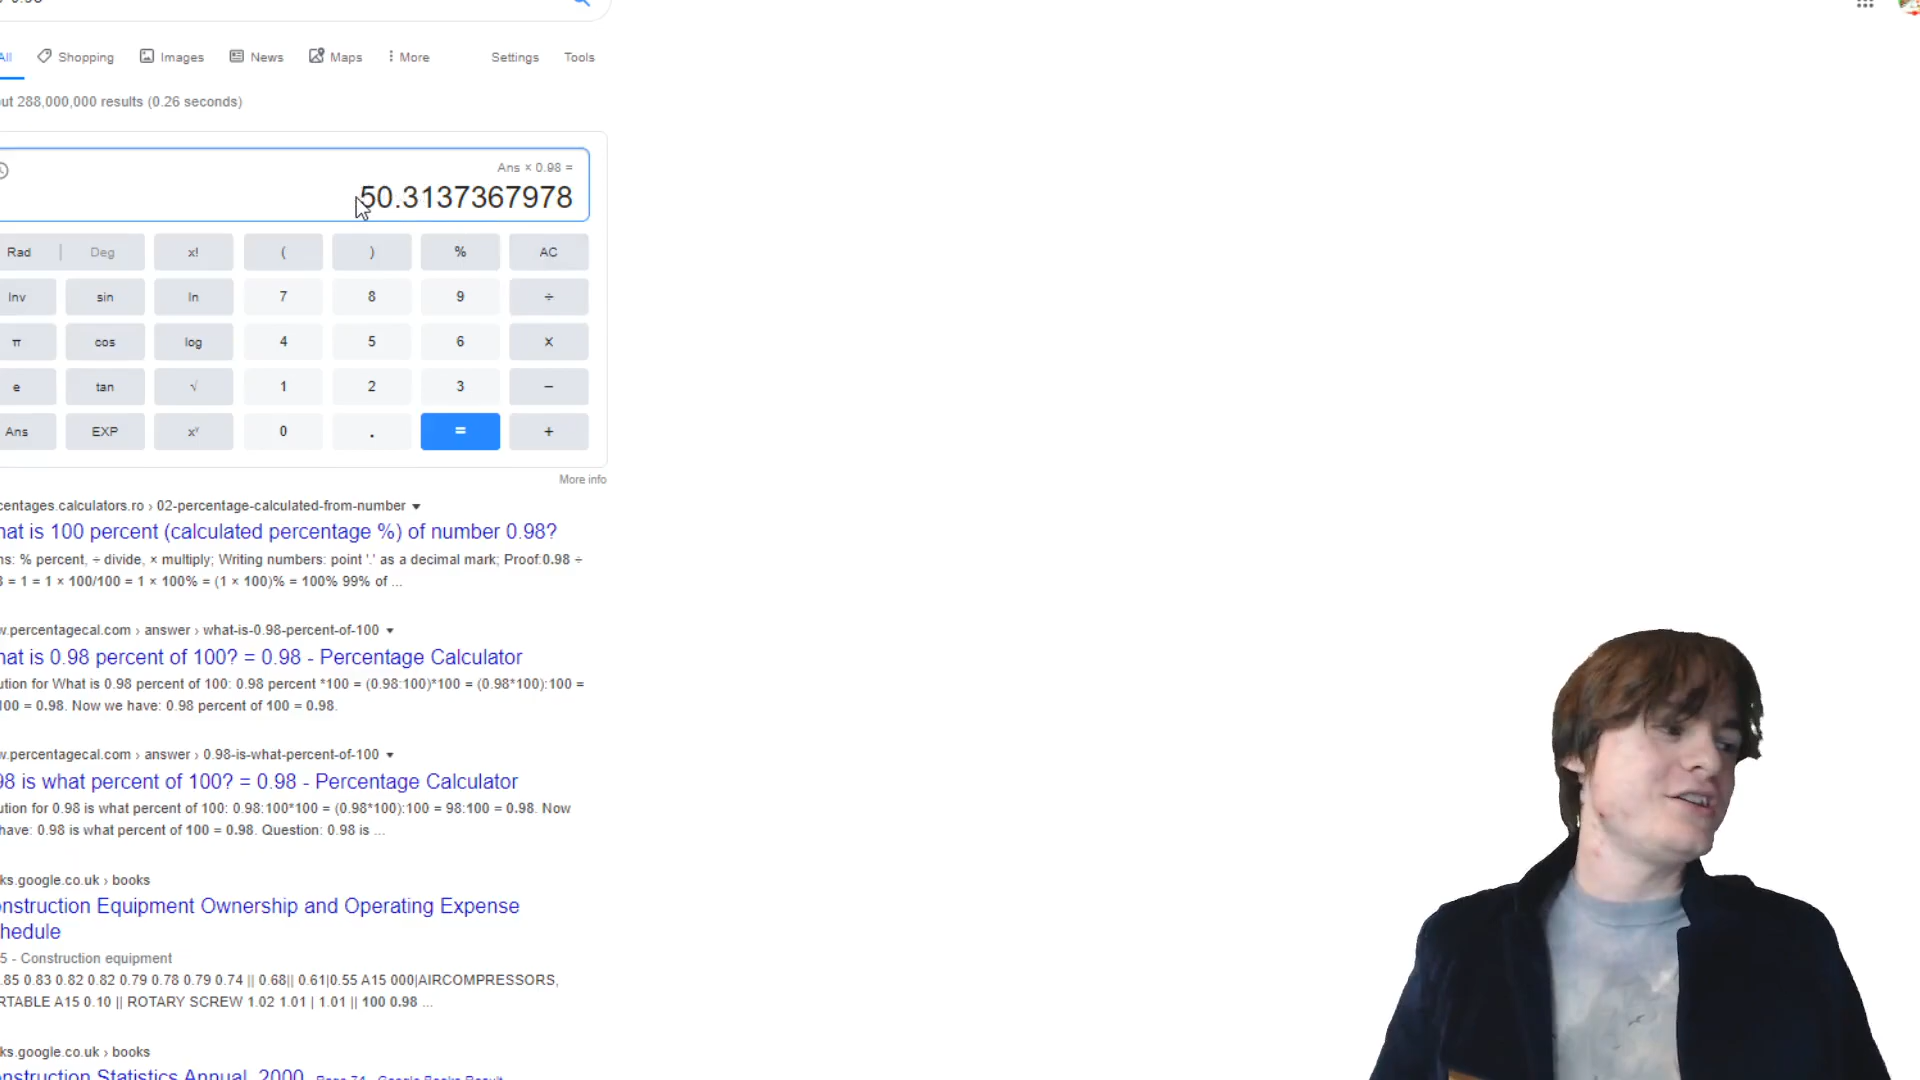 All
Shopping
Images
News
Maps
More
Settings
Tools
ut 288,000,000 results (0.26 seconds)
Ans × 0.98 =
50.3137367978
Rad | Deg x! ( ) % AC
Inv sin ln 7 8 9 ÷
π cos log 4 5 6 X
e tan √ 1 2 3 −
Ans EXP xʸ 0 . = +
More info
centages.calculators.ro › 02-percentage-calculated-from-number
hat is 100 percent (calculated percentage %) of number 0.98?
ns: % percent, ÷ divide, × multiply; Writing numbers: point '.' as a decimal mark; Proof:0.98 ÷
8 = 1 = 1 × 100/100 = 1 × 100% = (1 × 100)% = 100% 99% of ...
w.percentagecal.com › answer › what-is-0.98-percent-of-100
hat is 0.98 percent of 100? = 0.98 - Percentage Calculator
ution for What is 0.98 percent of 100: 0.98 percent *100 = (0.98:100)*100 = (0.98*100):100 =
100 = 0.98. Now we have: 0.98 percent of 100 = 0.98.
w.percentagecal.com › answer › 0.98-is-what-percent-of-100
98 is what percent of 100? = 0.98 - Percentage Calculator
ution for 0.98 is what percent of 100: 0.98:100*100 = (0.98*100):100 = 98:100 = 0.98. Now
have: 0.98 is what percent of 100 = 0.98. Question: 0.98 is ...
ks.google.co.uk › books
nstruction Equipment Ownership and Operating Expense
hedule
5 - Construction equipment
.85 0.83 0.82 0.82 0.79 0.78 0.79 0.74 || 0.68|| 0.61|0.55 A15 000|AIRCOMPRESSORS,
RTABLE A15 0.10 || ROTARY SCREW 1.02 1.01 | 1.01 || 100 0.98 ...
ks.google.co.uk › books
nstruction Statistics Annual, 2000 Page 74 - Google Books Result